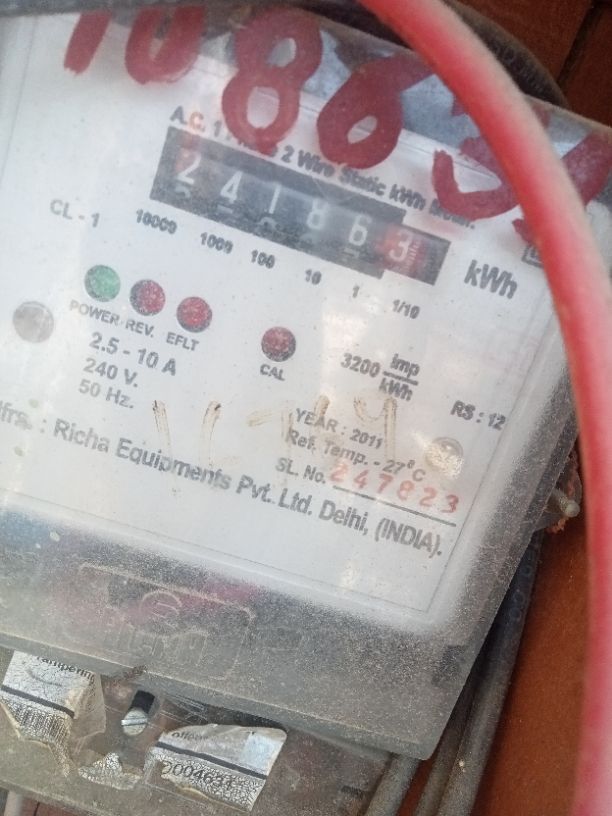 A.C. 1 2 Wire Static kWh Meter.
2 4 1 8 6 3
kWh
CL - 1 10000 1000 100 10 1 1/10
POWER REV. EFLT CAL
3200 imp/kWh
2.5 - 10 A
240 V.
50 Hz.
RS : 12
YEAR : 2011
Ref. Temp. - 27°C
SL. No. 247823
Mfrs. : Richa Equipments Pvt. Ltd. Delhi, (INDIA).